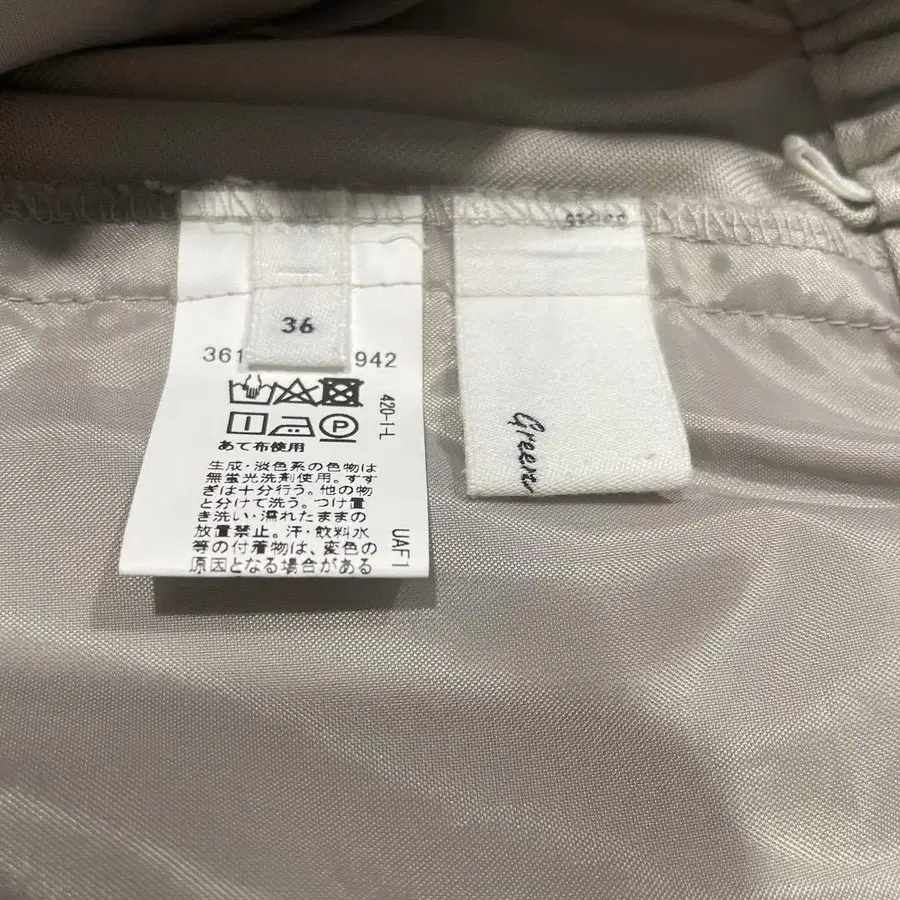 36
361
942
420-1-L
あて布使用
生成・淡色系の色物は
無蛍光洗剤使用。すす
ぎは十分行う。他の物
と分けて洗う。つけ置
き洗い・濡れたままの
放置禁止。汗・飲料水
等の付着物は、変色の
原因となる場合がある
UAF1